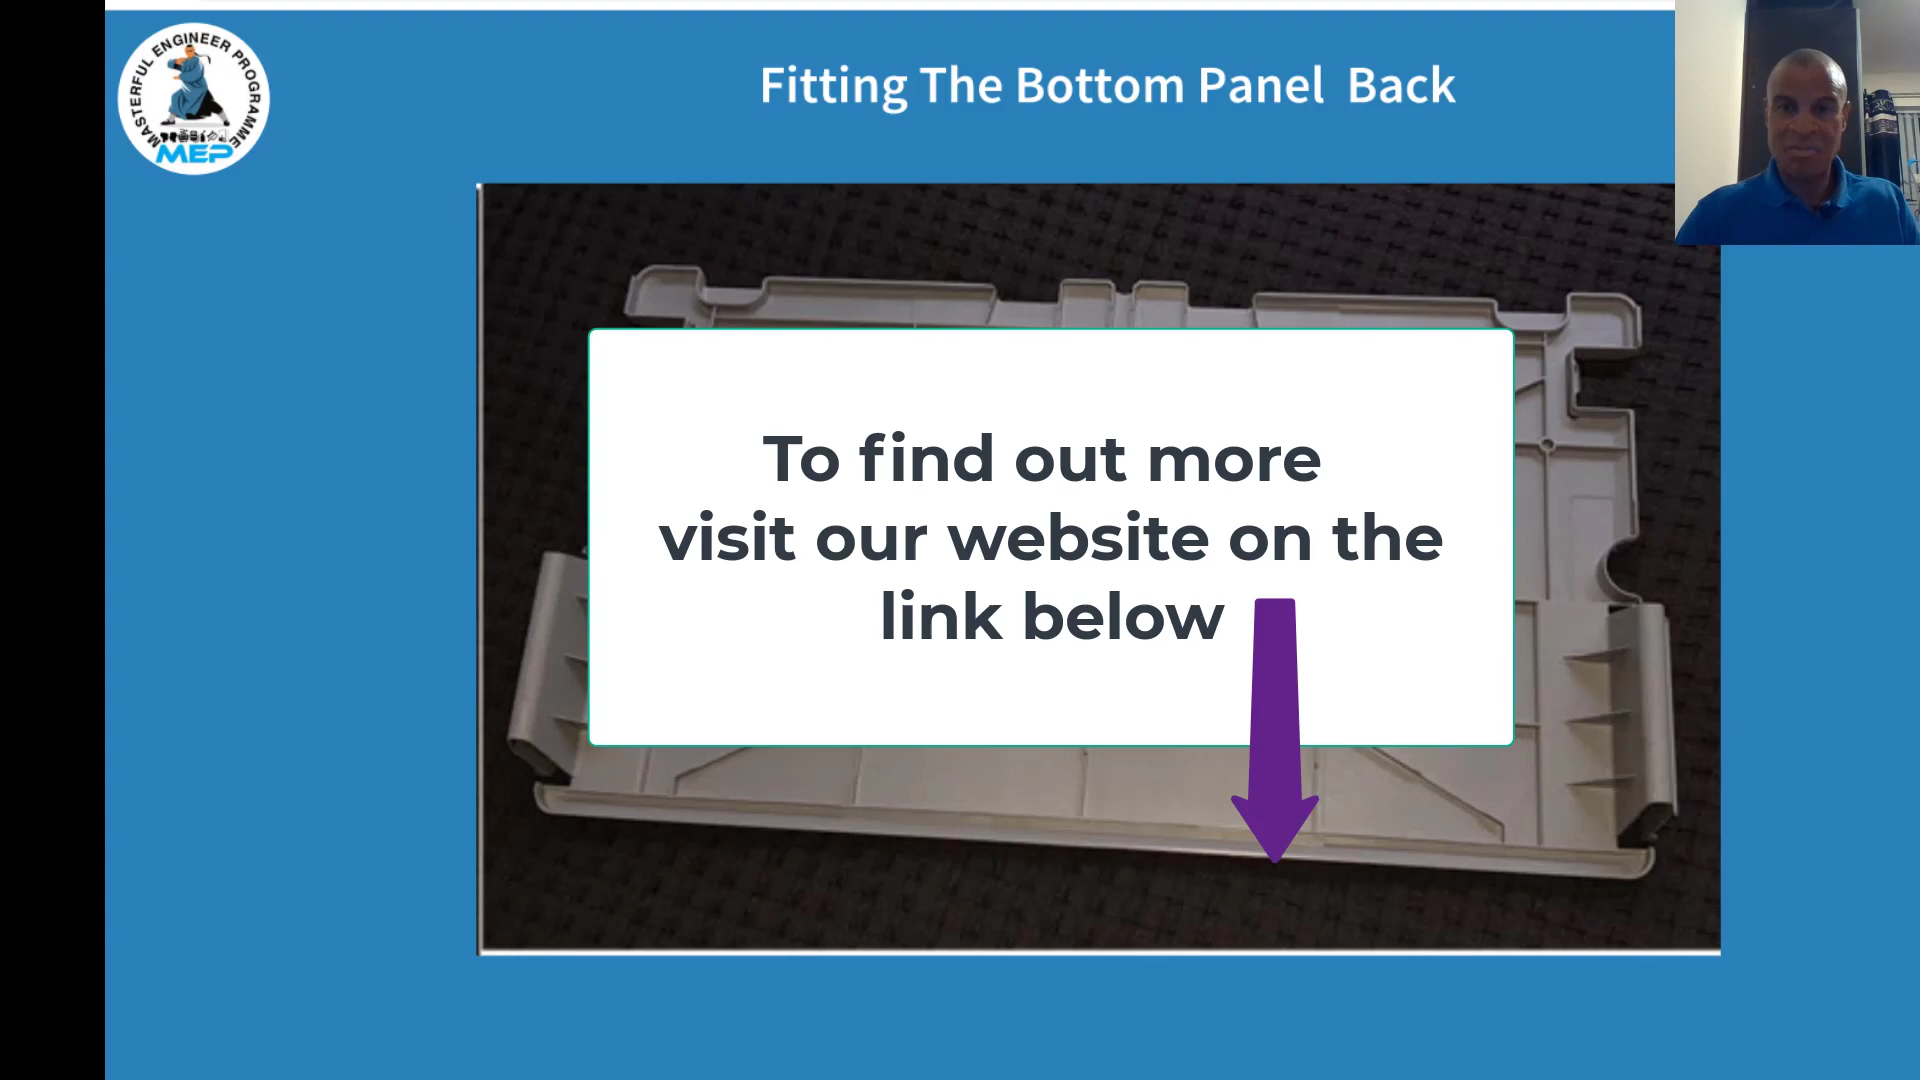 MASTERFUL ENGINEER PROGRAMME
MEP
Fitting The Bottom Panel Back
To find out more
visit our website on the
link below